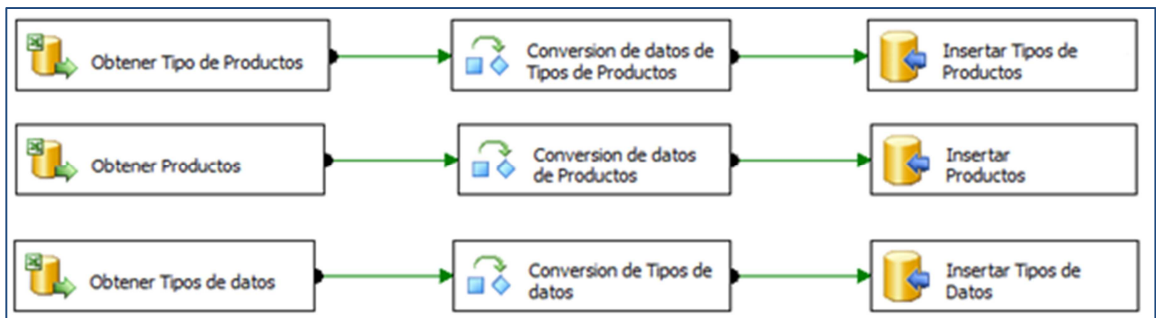 Obtener Tipo de Productos
Conversion de datos de
Tipos de Productos
Insertar Tipos de
Productos
Obtener Productos
Conversion de datos
de Productos
Insertar
Productos
Obtener Tipos de datos
Conversion de Tipos de
datos
Insertar Tipos de
Datos